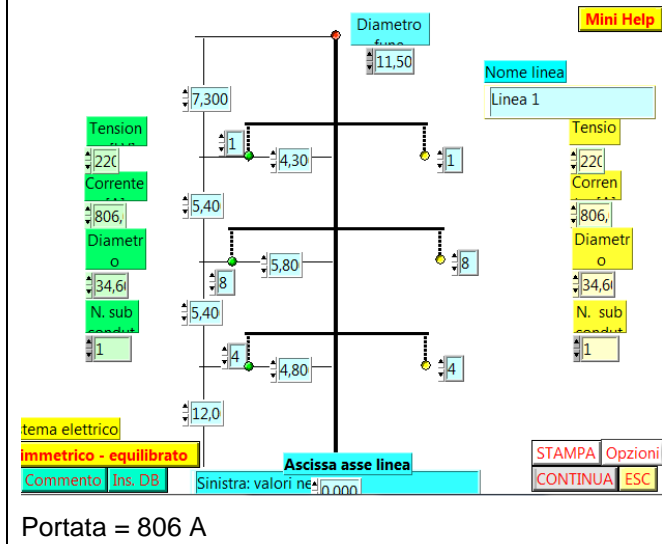 Diametro
fune
11,50
Mini Help
Nome linea
Linea 1
7,300
Tension
1
4,30
1
Tensio
220
220
Corrente
Corren
806,
5,40
806,
Diametr
o
5,80
8
8
Diametr
o
34,60
34,60
N. sub
5,40
N. sub
1
4
4,80
4
1
12,0
tema elettrico
immetrico - equilibrato
Commento
Ins. DB
Ascissa asse linea
Sinistra: valori ne
0,000
STAMPA
Opzioni
CONTINUA
ESC
Portata = 806 A